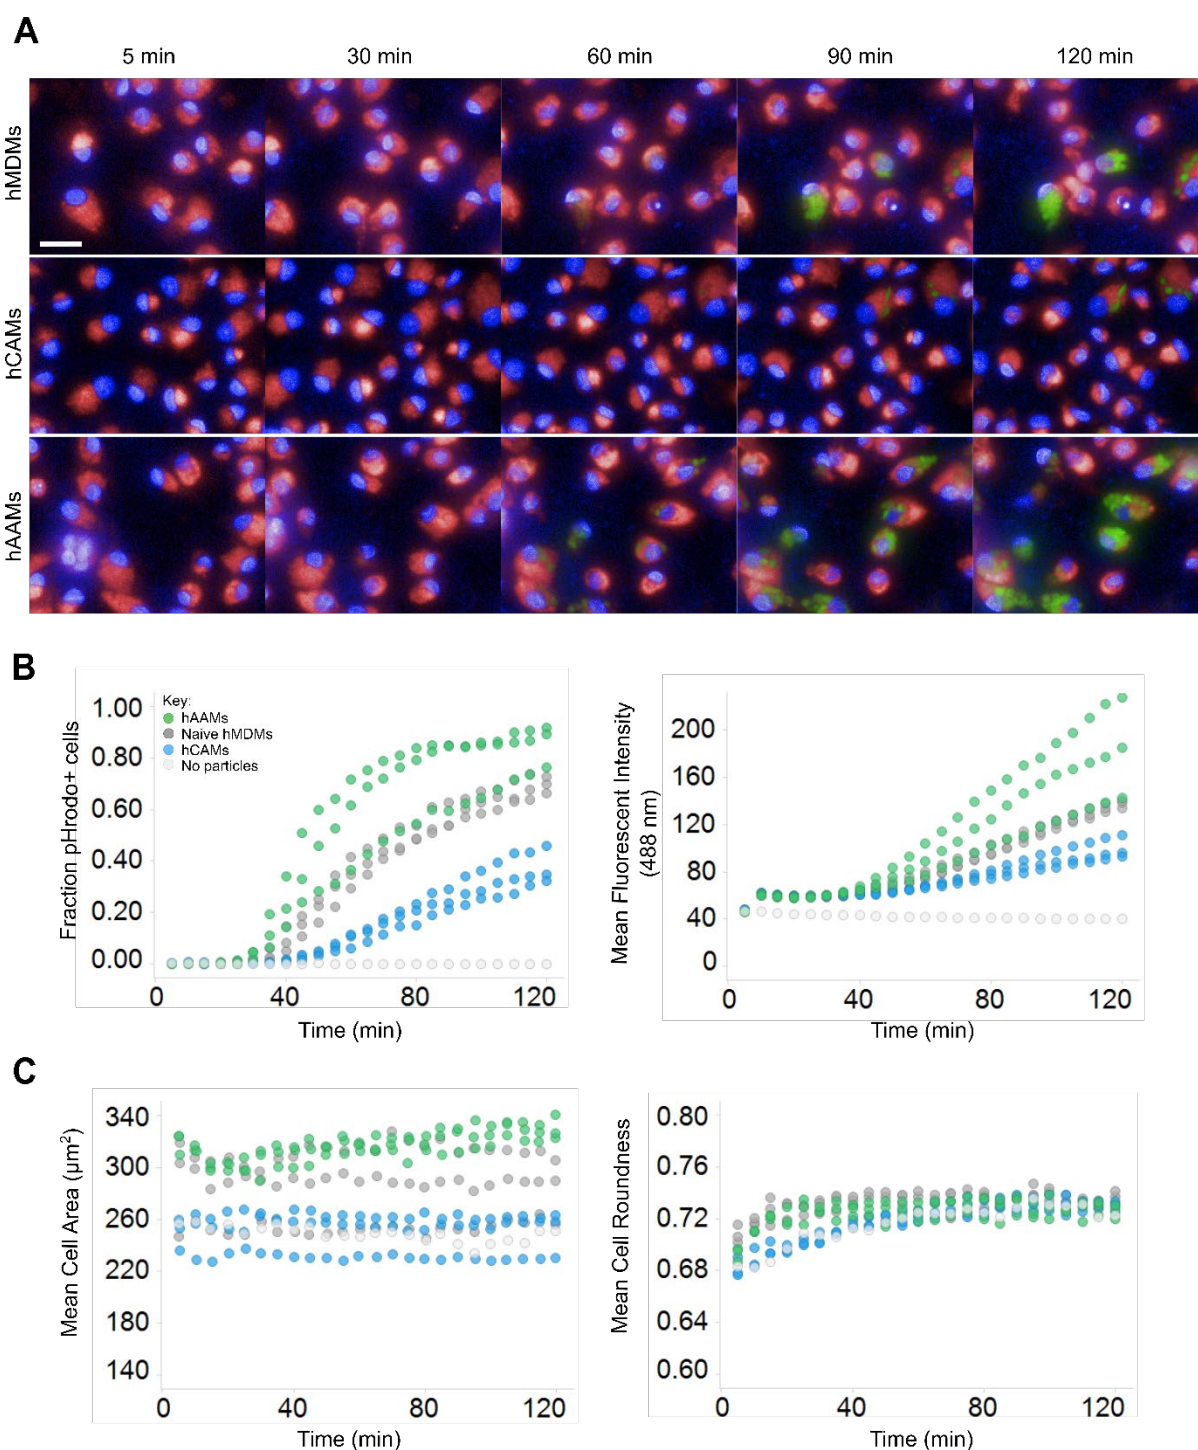 A
5 min 30 min 60 min 90 min 120 min
hMDMs
hCAMs
hAAMs
B
Fraction pHrodo+ cells
1.00
0.80
0.60
0.40
0.20
0.00
Key:
hAAMs
Naive hMDMs
hCAMs
No particles
0 40 80 120
Time (min)
Mean Fluorescent Intensity
(488 nm)
200
160
120
80
40
0
0 40 80 120
Time (min)
C
Mean Cell Area (µm²)
340
300
260
220
180
140
0 40 80 120
Time (min)
Mean Cell Roundness
0.80
0.76
0.72
0.68
0.64
0.60
0 40 80 120
Time (min)